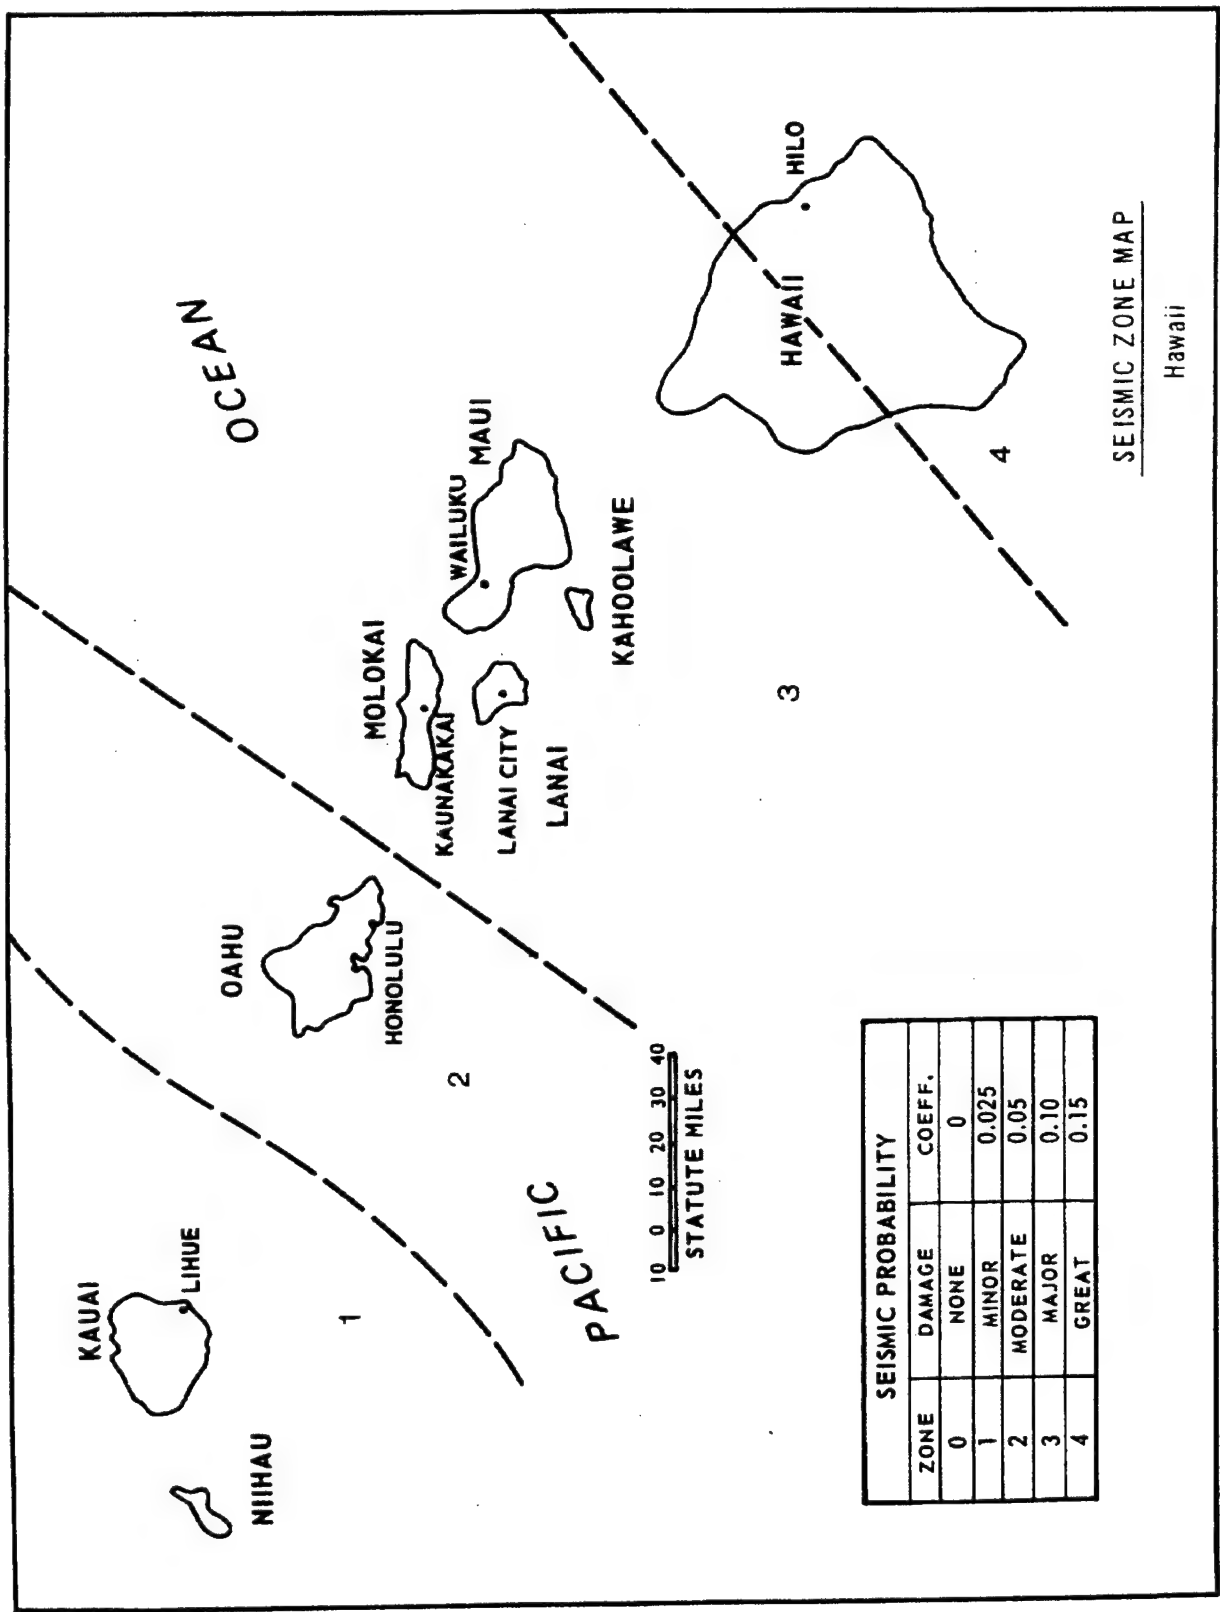 KAUAI
LIHUE
NIIHAU
1
OAHU
HONOLULU
2
OCEAN
PACIFIC
MOLOKAI
KAUNAKAKAI
WAILUKU
MAUI
LANAI CITY
LANAI
KAHOOLAWE
3
HAWAII
HILO
4
10 0 10 20 30 40
STATUTE MILES
SEISMIC PROBABILITY
ZONE DAMAGE COEFF.
0 NONE 0
1 MINOR 0.025
2 MODERATE 0.05
3 MAJOR 0.10
4 GREAT 0.15
SEISMIC ZONE MAP
Hawaii